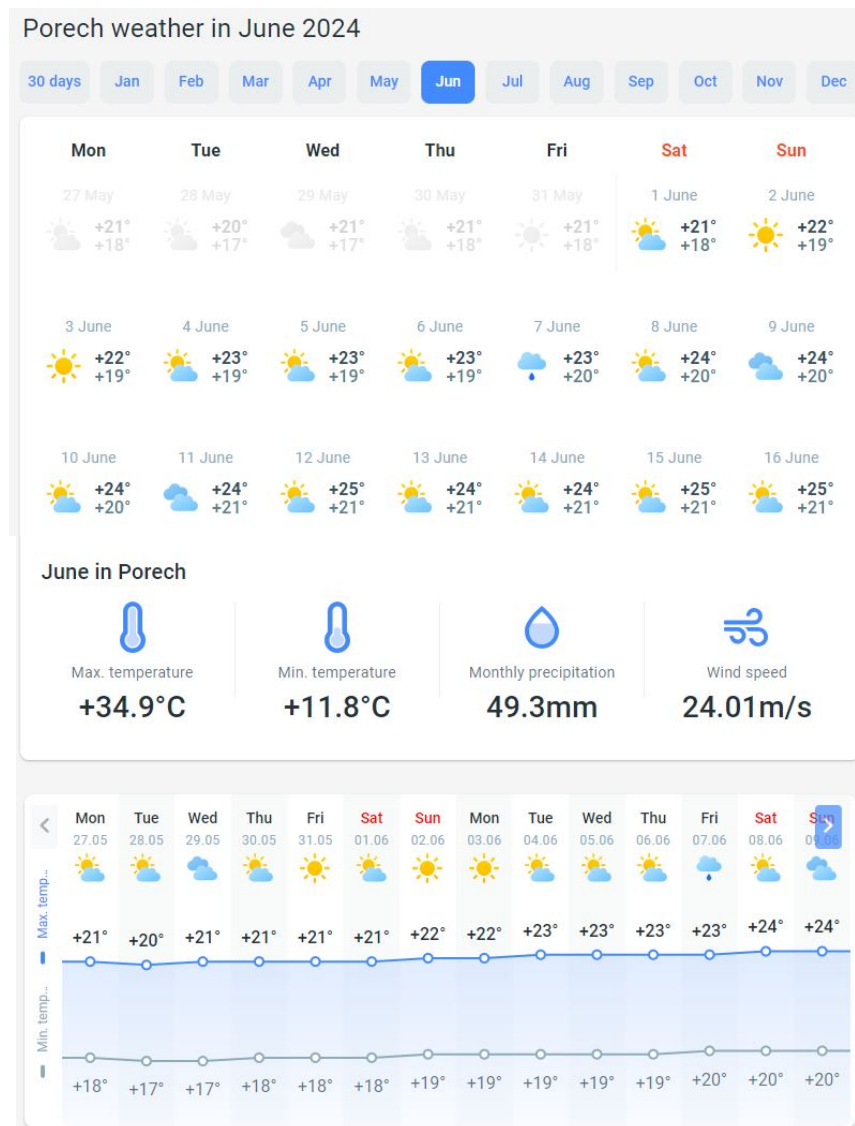 Porech weather in June 2024
30 days Jan Feb Mar Apr May Jun Jul Aug Sep Oct Nov Dec
Mon Tue Wed Thu Fri Sat Sun
27 May 28 May 29 May 30 May 31 May 1 June 2 June
+21° +20° +21° +21° +21° +21° +22°
+18° +17° +17° +18° +18° +18° +19°
3 June 4 June 5 June 6 June 7 June 8 June 9 June
+22° +23° +23° +23° +23° +24° +24°
+19° +19° +19° +19° +20° +20° +20°
10 June 11 June 12 June 13 June 14 June 15 June 16 June
+24° +24° +25° +24° +24° +25° +25°
+20° +21° +21° +21° +21° +21° +21°
June in Porech
Max. temperature Min. temperature Monthly precipitation Wind speed
+34.9°C +11.8°C 49.3mm 24.01m/s
Mon Tue Wed Thu Fri Sat Sun Mon Tue Wed Thu Fri Sat Sun
27.05 28.05 29.05 30.05 31.05 01.06 02.06 03.06 04.06 05.06 06.06 07.06 08.06 09.06
Max. temp...
+21° +20° +21° +21° +21° +21° +22° +22° +23° +23° +23° +23° +24° +24°
Min. temp...
+18° +17° +17° +18° +18° +18° +19° +19° +19° +19° +19° +20° +20° +20°